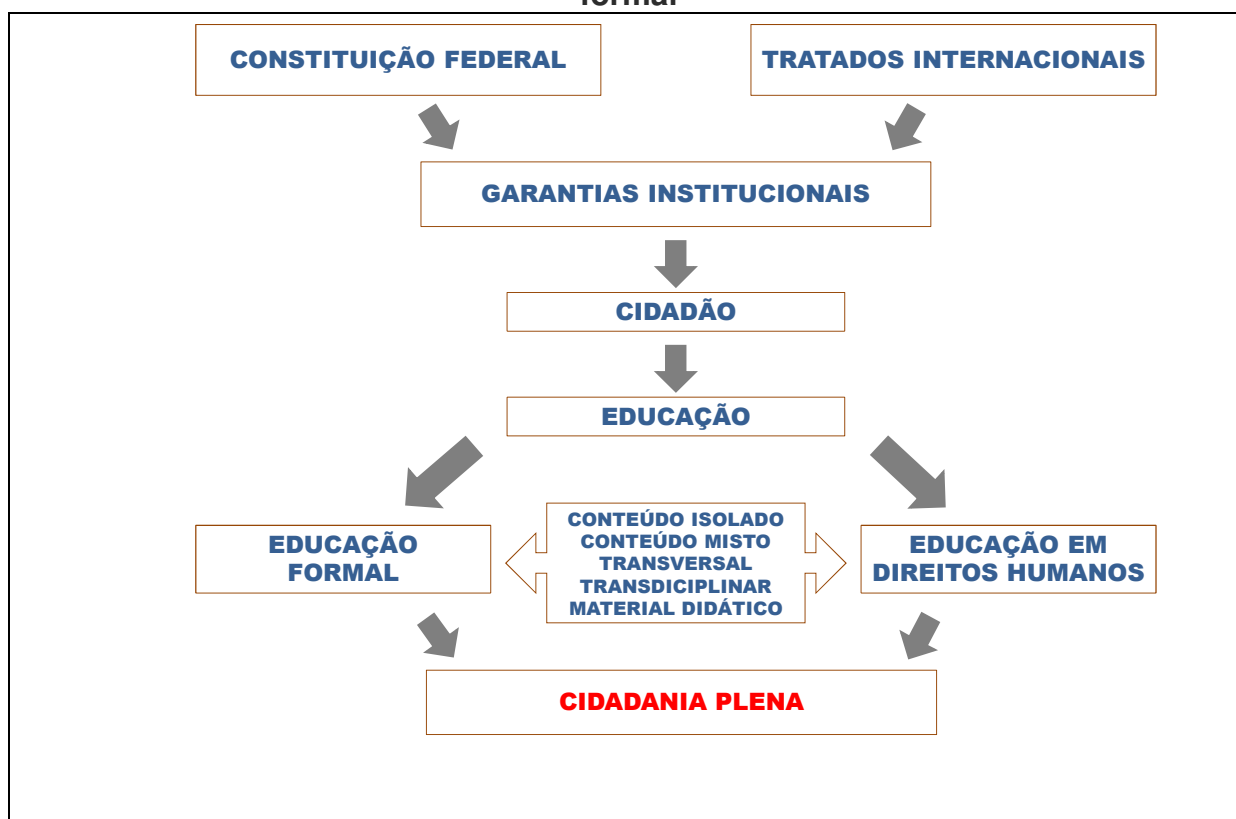 formal
CONSTITUIÇÃO FEDERAL
TRATADOS INTERNACIONAIS
GARANTIAS INSTITUCIONAIS
CIDADÃO
EDUCAÇÃO
EDUCAÇÃO
FORMAL
CONTEÚDO ISOLADO
CONTEÚDO MISTO
TRANSVERSAL
TRANSDICIPLINAR
MATERIAL DIDÁTICO
EDUCAÇÃO EM
DIREITOS HUMANOS
CIDADANIA PLENA